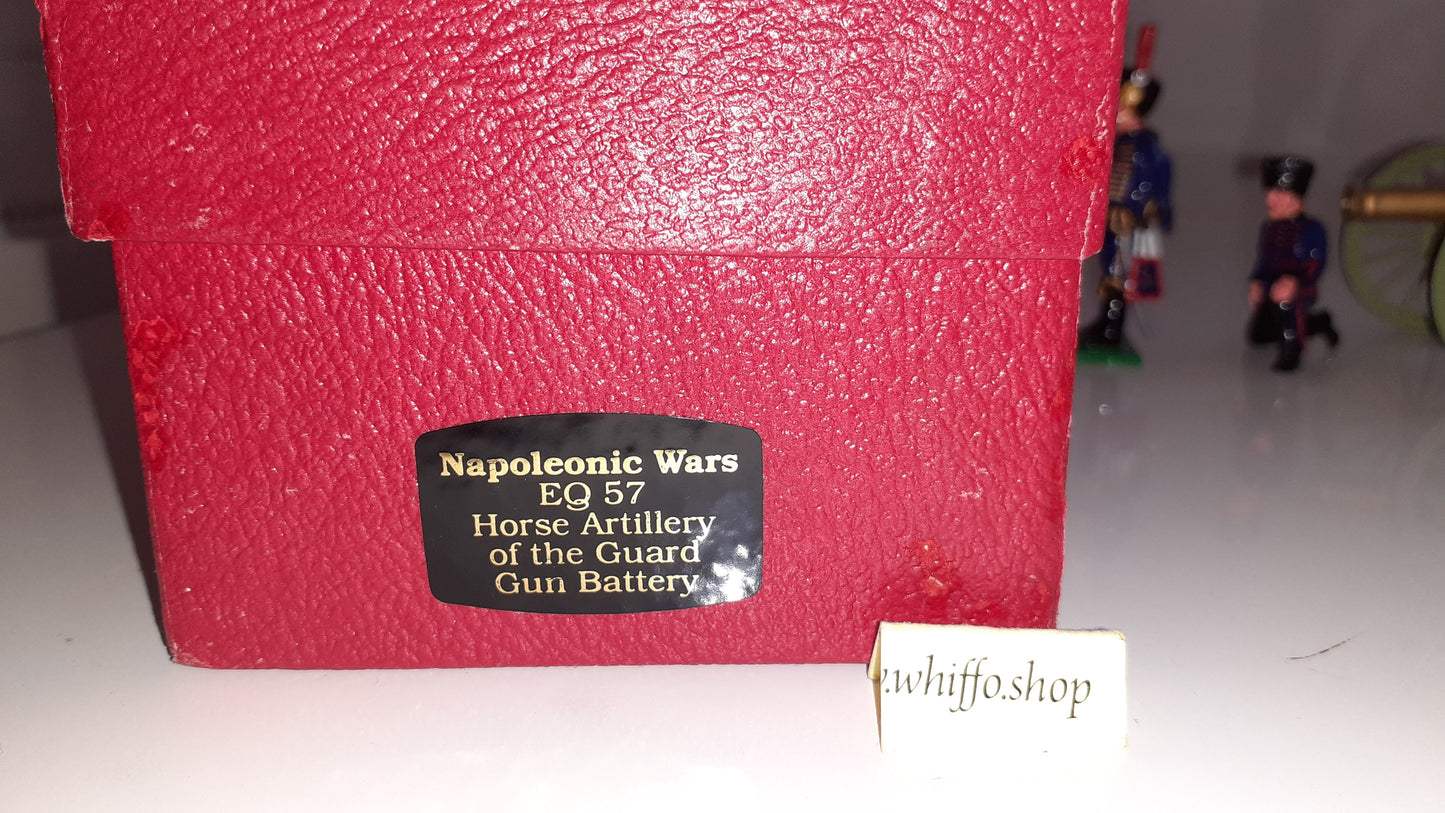 Napoleonic Wars
EQ 57
Horse Artillery
of the Guard
Gun Battery
.whiffo.shop